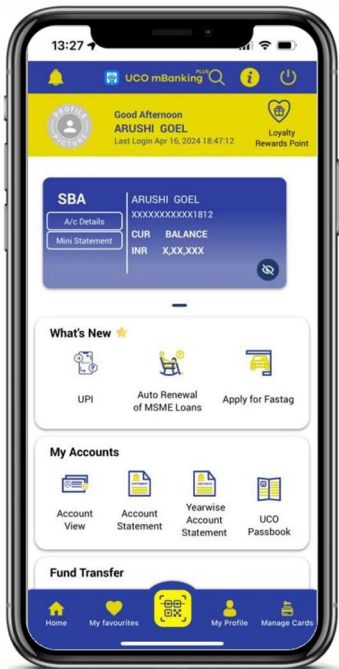 13:27
UCO mBanking PLUS
PROFILE PICTURE
Good Afternoon
ARUSHI GOEL
Last Login Apr 16, 2024 18:47:12
Loyalty
Rewards Point
SBA
A/c Details
Mini Statement
ARUSHI GOEL
XXXXXXXXXXX1812
CUR BALANCE
INR X,XX,XXX
What's New
UPI
Auto Renewal
of MSME Loans
Apply for Fastag
My Accounts
Account
View
Account
Statement
Yearwise
Account
Statement
UCO
Passbook
Fund Transfer
Home
My favourites
My Profile
Manage Cards